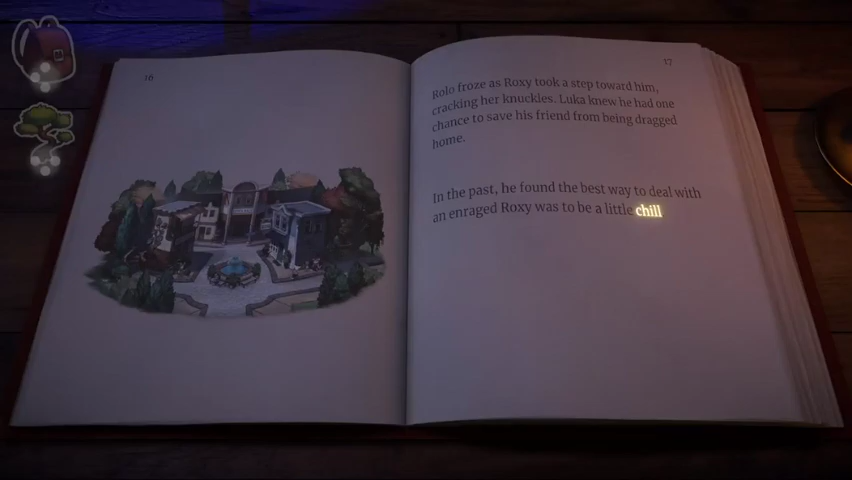 16
17
Rolo froze as Roxy took a step toward him,
cracking her knuckles. Luka knew he had one
chance to save his friend from being dragged
home.
In the past, he found the best way to deal with
an enraged Roxy was to be a little chill